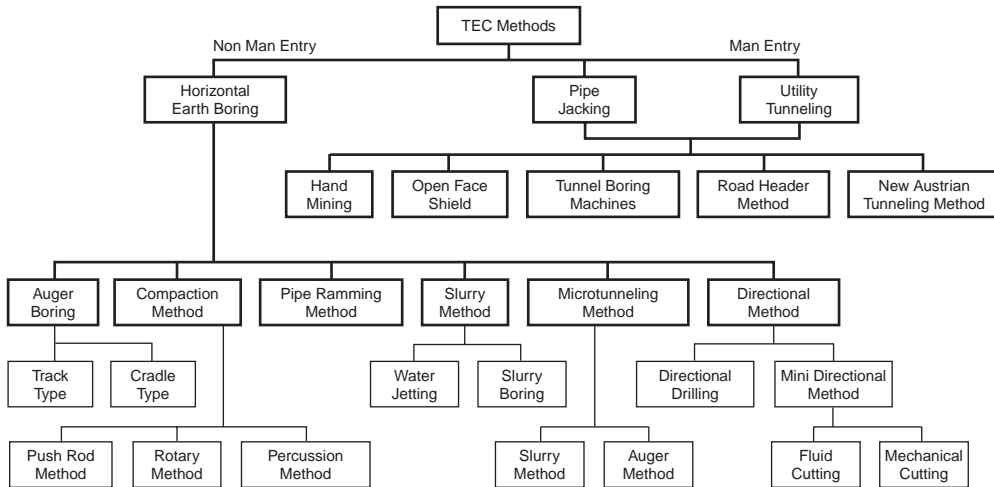 TEC Methods
Non Man Entry
Man Entry
Horizontal
Earth Boring
Pipe
Jacking
Utility
Tunneling
Hand
Mining
Open Face
Shield
Tunnel Boring
Machines
Road Header
Method
New Austrian
Tunneling Method
Auger
Boring
Compaction
Method
Pipe Ramming
Method
Slurry
Method
Microtunneling
Method
Directional
Method
Track
Type
Cradle
Type
Water
Jetting
Slurry
Boring
Directional
Drilling
Mini Directional
Method
Push Rod
Method
Rotary
Method
Percussion
Method
Slurry
Method
Auger
Method
Fluid
Cutting
Mechanical
Cutting